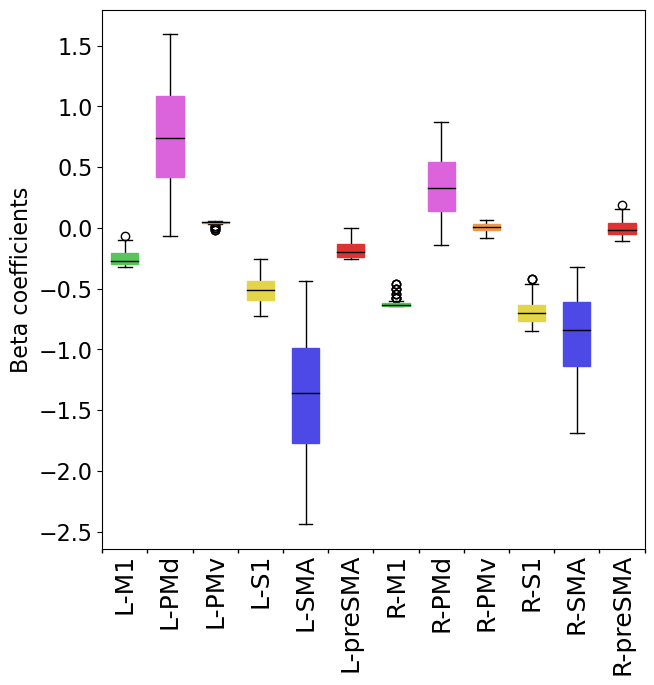 Beta coefficients
1.5
1.0
0.5
0.0
−0.5
−1.0
−1.5
−2.0
−2.5
L-M1
L-PMd
L-PMv
L-S1
L-SMA
L-preSMA
R-M1
R-PMd
R-PMv
R-S1
R-SMA
R-preSMA